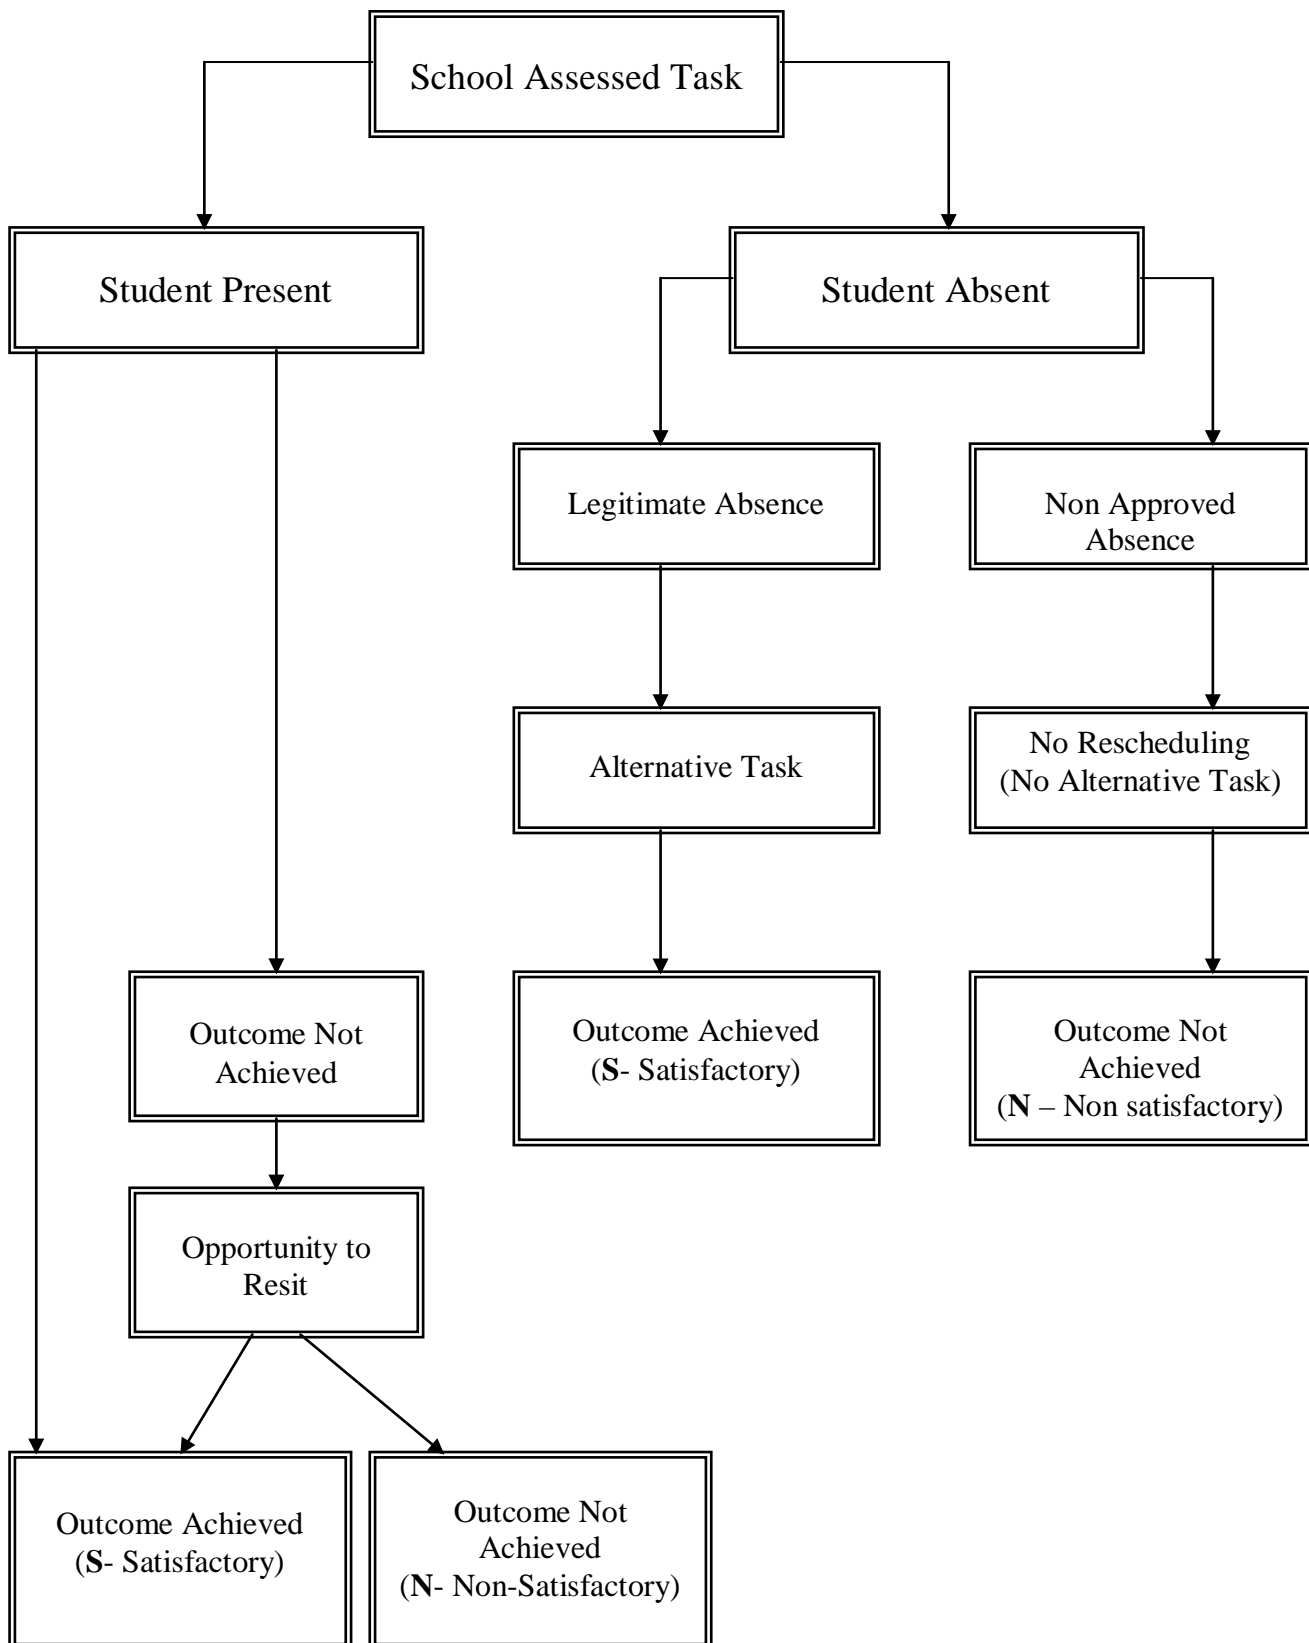 School Assessed Task
Student Present
Student Absent
Legitimate Absence
Non Approved
Absence
Alternative Task
No Rescheduling
(No Alternative Task)
Outcome Not
Achieved
Outcome Achieved
(S- Satisfactory)
Outcome Not
Achieved
(N – Non satisfactory)
Opportunity to
Resit
Outcome Achieved
(S- Satisfactory)
Outcome Not
Achieved
(N- Non-Satisfactory)